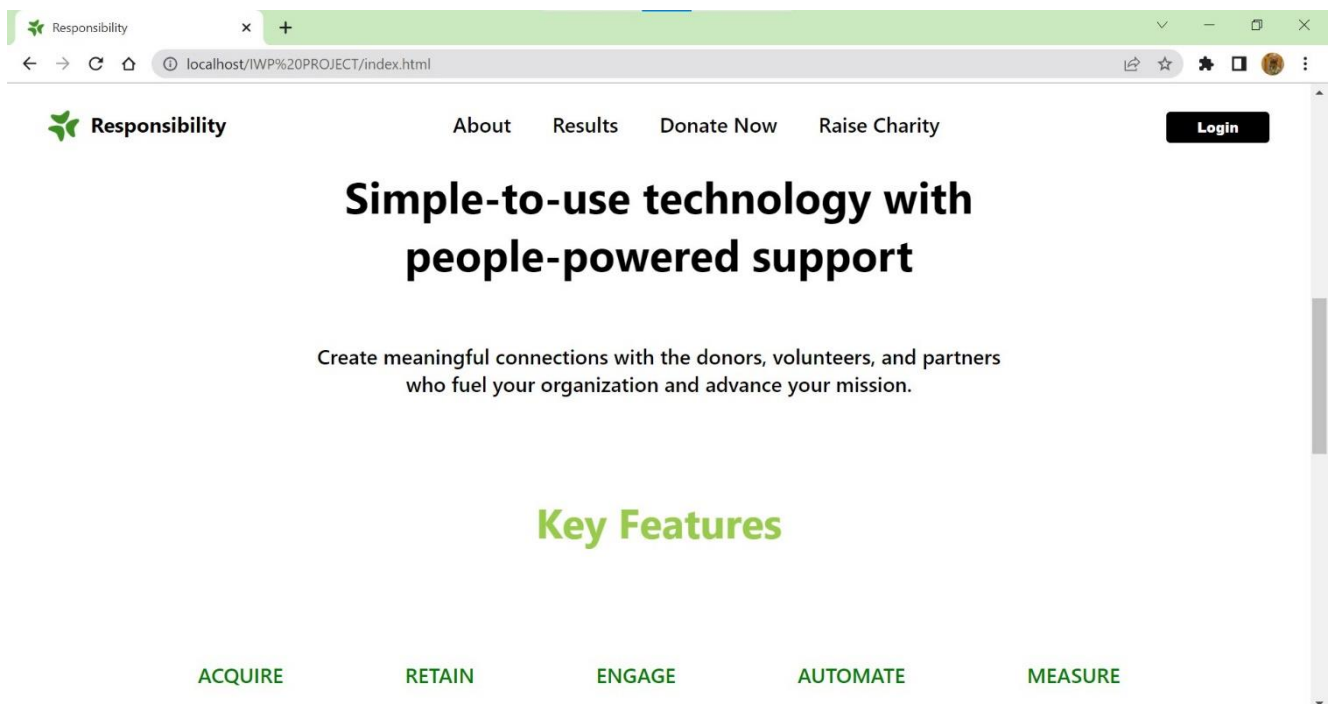 Responsibility
localhost/IWP%20PROJECT/index.html
Responsibility About Results Donate Now Raise Charity Login
Simple-to-use technology with
people-powered support
Create meaningful connections with the donors, volunteers, and partners
who fuel your organization and advance your mission.
Key Features
ACQUIRE RETAIN ENGAGE AUTOMATE MEASURE